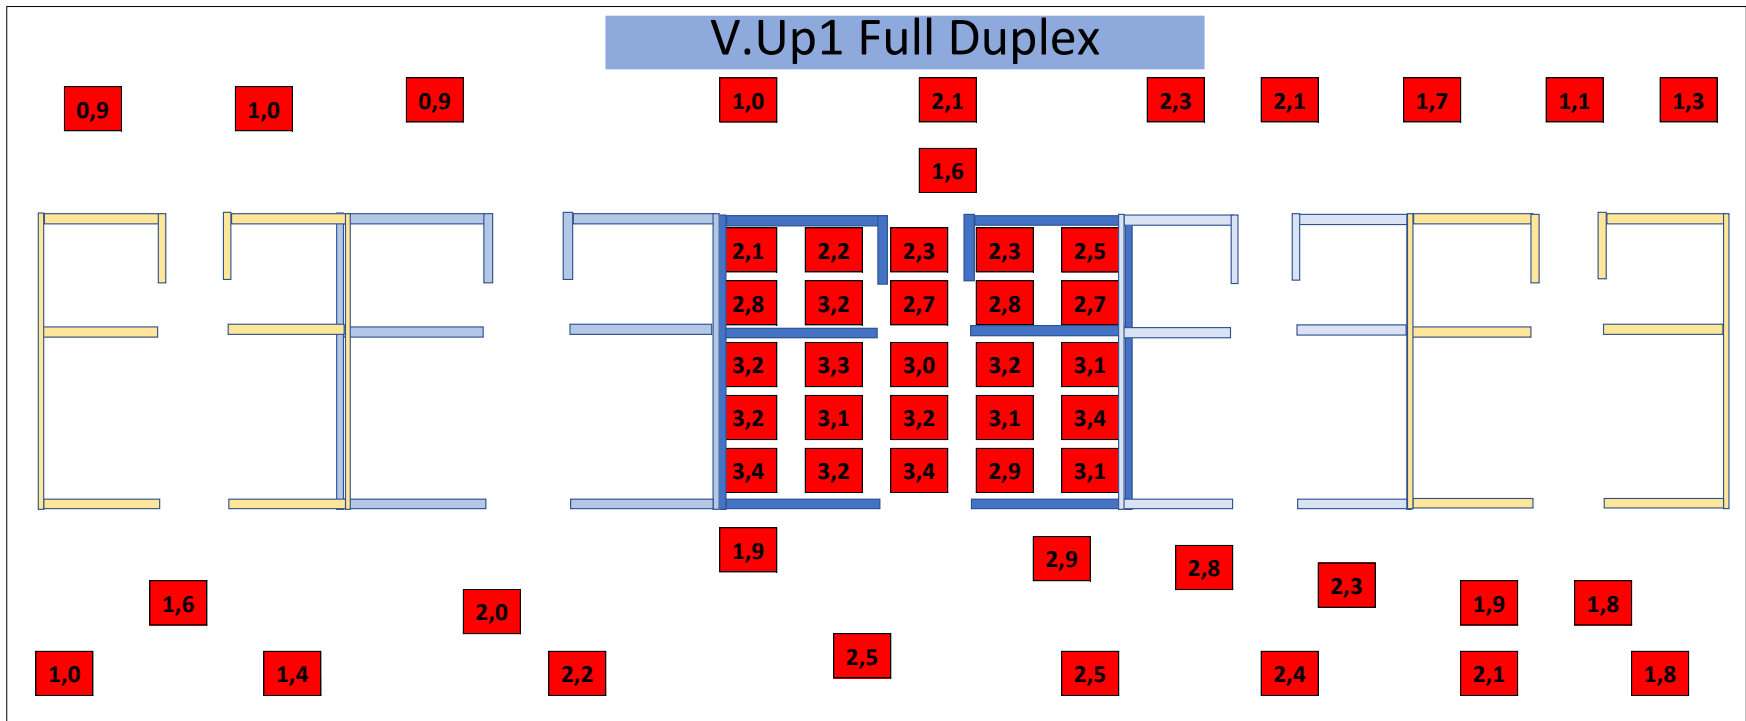 V.Up1 Full Duplex
0,9 1,0 0,9 1,0 2,1 2,3 2,1 1,7 1,1 1,3
1,6
2,1 2,2 2,3 2,3 2,5
2,8 3,2 2,7 2,8 2,7
3,2 3,3 3,0 3,2 3,1
3,2 3,1 3,2 3,1 3,4
3,4 3,2 3,4 2,9 3,1
1,9 2,9 2,8 2,3
1,6 2,0 1,9 1,8
1,0 1,4 2,2 2,5 2,5 2,4 2,1 1,8